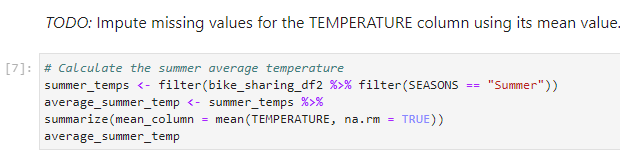 TODO: Impute missing values for the TEMPERATURE column using its mean value.
[7]: # Calculate the summer average temperature
summer_temps <- filter(bike_sharing_df2 %>% filter(SEASONS == "Summer"))
average_summer_temp <- summer_temps %>%
summarize(mean_column = mean(TEMPERATURE, na.rm = TRUE))
average_summer_temp